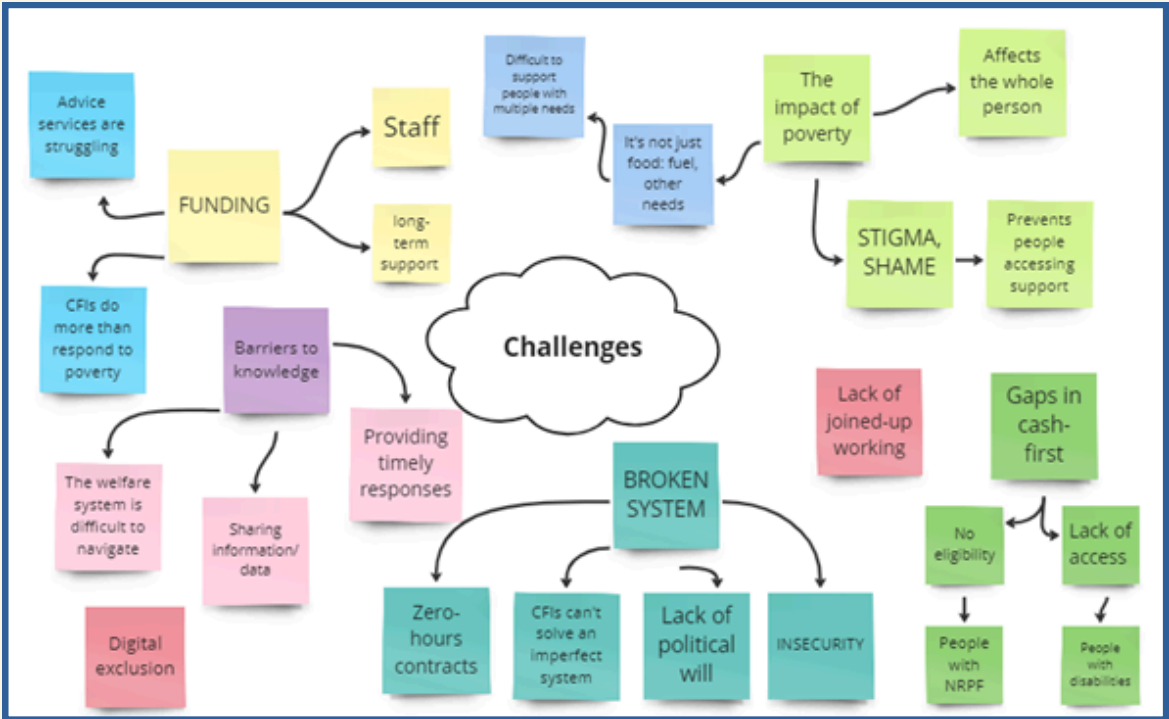 Advice
services are
struggling
FUNDING
Staff
long-
term
support
CFIs do
more than
respond to
poverty
Difficult to
support
people with
multiple needs
It's not just
food: fuel,
other
needs
The
impact of
poverty
Affects
the whole
person
STIGMA,
SHAME
Prevents
people
accessing
support
Challenges
Barriers to
knowledge
Providing
timely
responses
The welfare
system is
difficult to
navigate
Sharing
information/
data
Digital
exclusion
BROKEN
SYSTEM
Zero-
hours
contracts
CFIs can't
solve an
imperfect
system
Lack of
political
will
INSECURITY
Lack of
joined-up
working
Gaps in
cash-
first
No
eligibility
Lack of
access
People
with
NRPF
People
with
disabilities